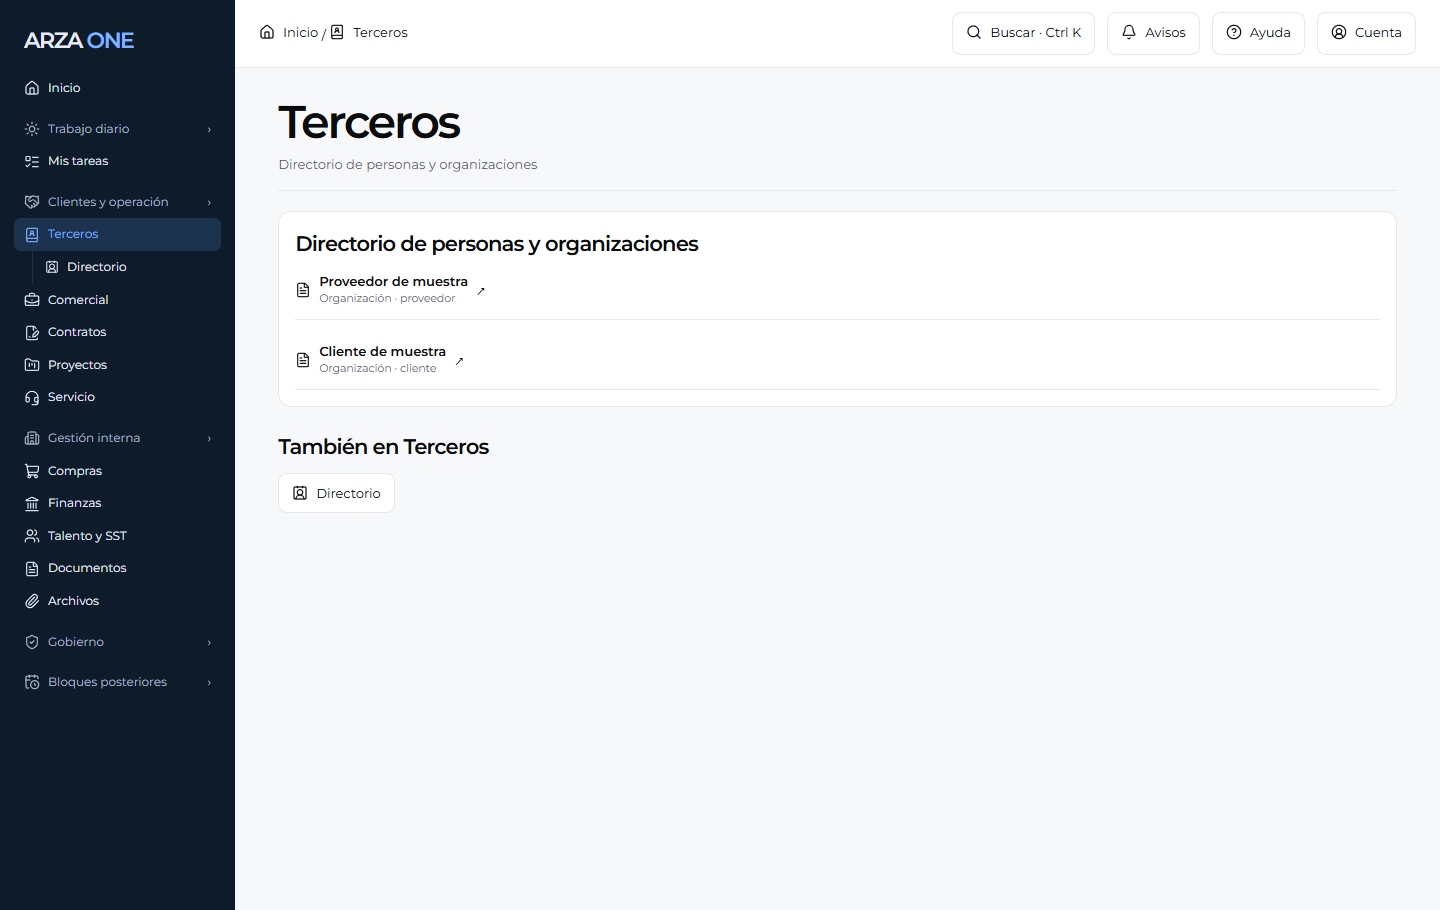 ARZA ONE
Inicio
Trabajo diario ›
Mis tareas
Clientes y operación ›
Terceros
Directorio
Comercial
Contratos
Proyectos
Servicio
Gestión interna ›
Compras
Finanzas
Talento y SST
Documentos
Archivos
Gobierno ›
Bloques posteriores ›
Inicio / Terceros
Buscar · Ctrl K
Avisos
Ayuda
Cuenta
Terceros
Directorio de personas y organizaciones
Directorio de personas y organizaciones
Proveedor de muestra
Organización · proveedor
↗
Cliente de muestra
Organización · cliente
↗
También en Terceros
Directorio